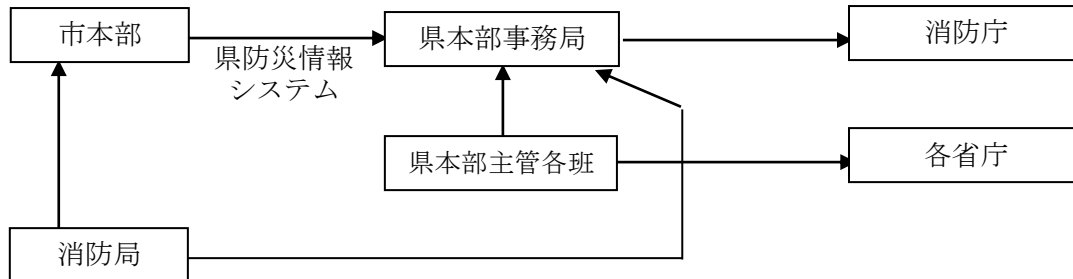 市本部
県本部事務局
消防庁
県防災情報
システム
県本部主管各班
各省庁
消防局